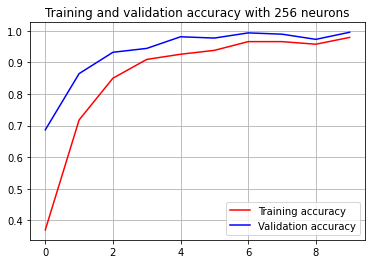 Training and validation accuracy with 256 neurons
1.0
0.9
0.8
0.7
0.6
0.5
0.4
0 2 4 6 8
Training accuracy
Validation accuracy